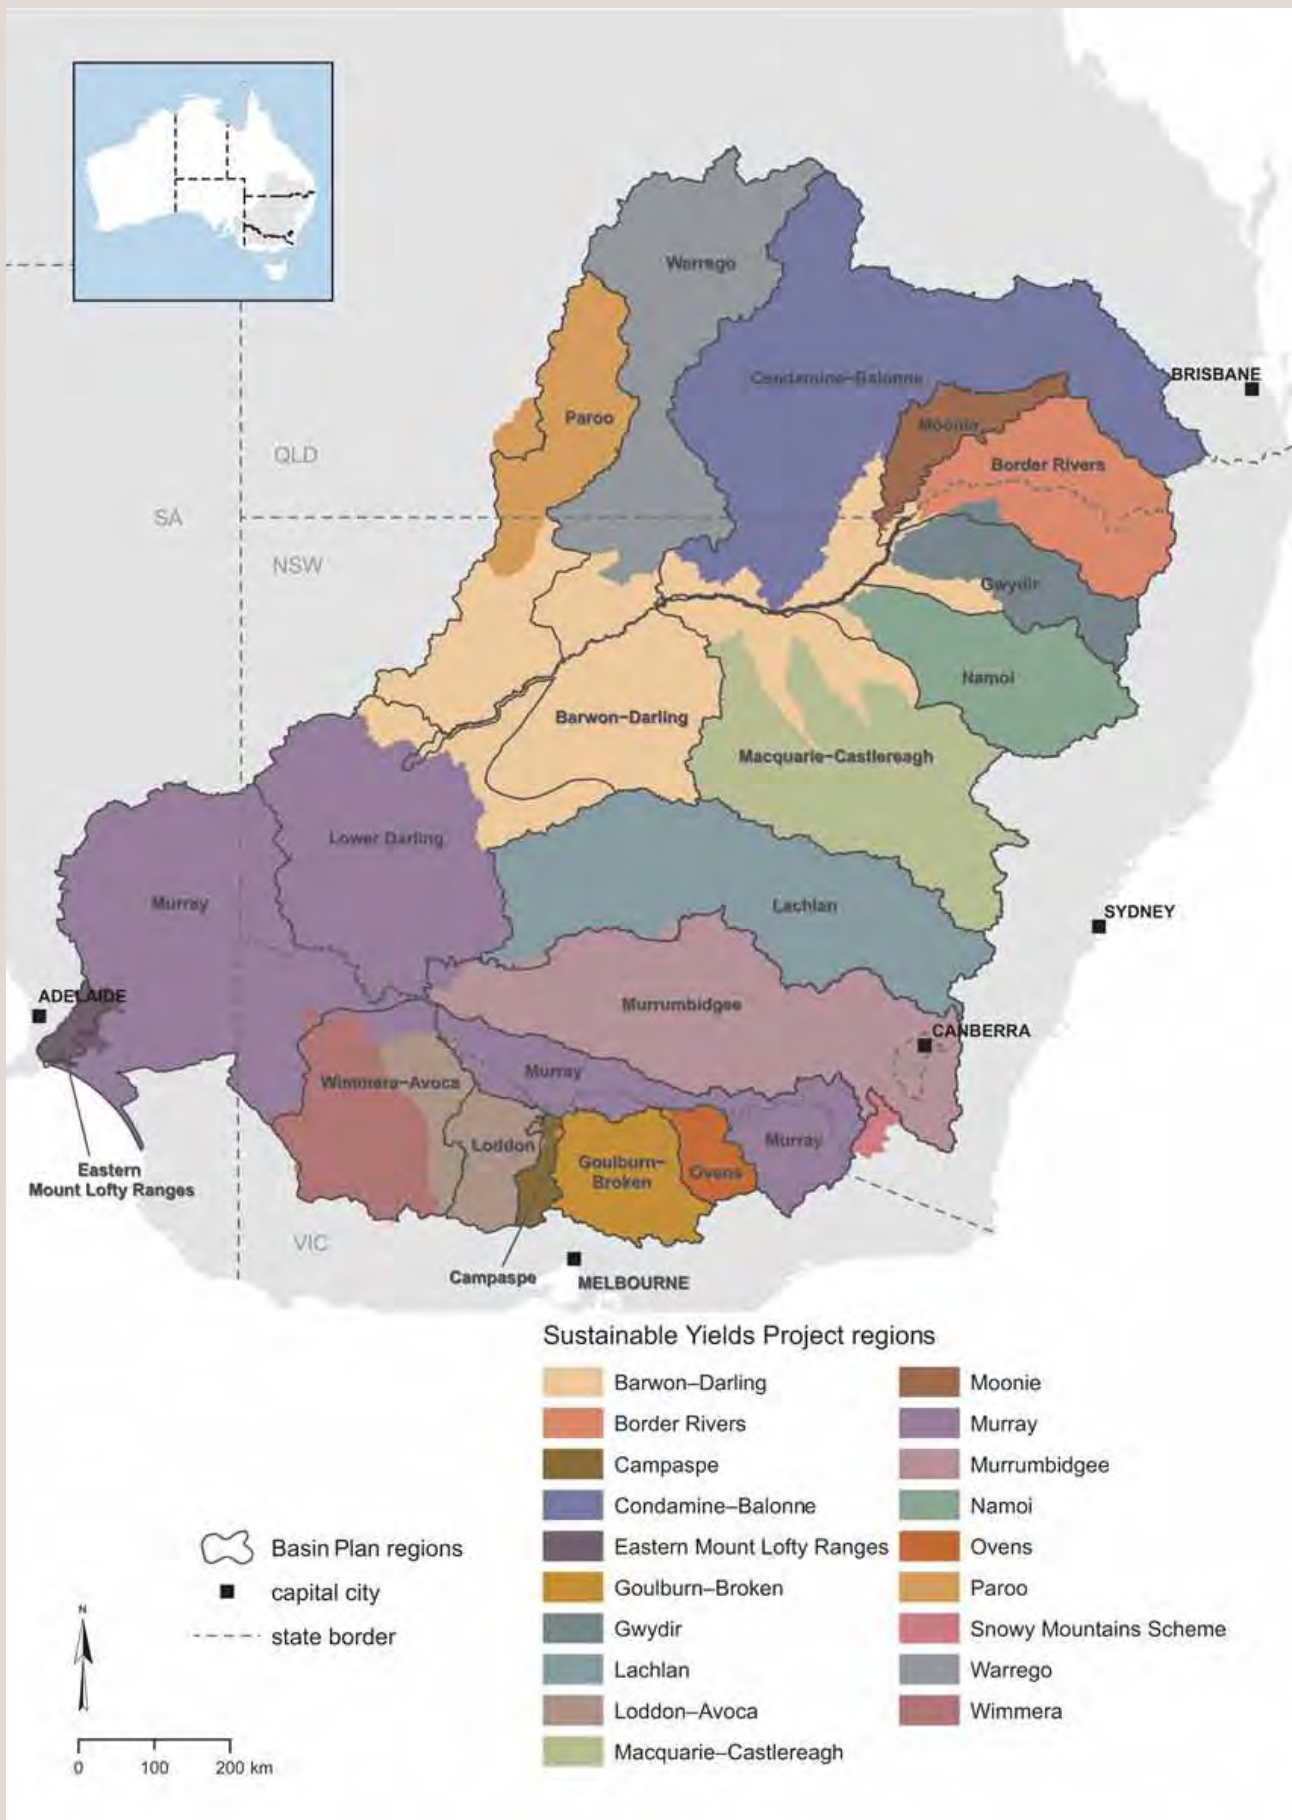 Warrego
Condamine–Balonne
BRISBANE
Paroo
Moonie
QLD
Border Rivers
SA
NSW
Gwydir
Namoi
Barwon–Darling
Macquarie–Castlereagh
Lower Darling
Murray
Lachlan
SYDNEY
ADELAIDE
Murrumbidgee
CANBERRA
Murray
Wimmera–Avoca
Loddon
Murray
Goulburn–
Broken
Ovens
Eastern
Mount Lofty Ranges
VIC
Campaspe
MELBOURNE
Sustainable Yields Project regions
Barwon–Darling
Border Rivers
Campaspe
Condamine–Balonne
Eastern Mount Lofty Ranges
Goulburn–Broken
Gwydir
Lachlan
Loddon–Avoca
Macquarie–Castlereagh
Moonie
Murray
Murrumbidgee
Namoi
Ovens
Paroo
Snowy Mountains Scheme
Warrego
Wimmera
Basin Plan regions
capital city
state border
N
0 100 200 km